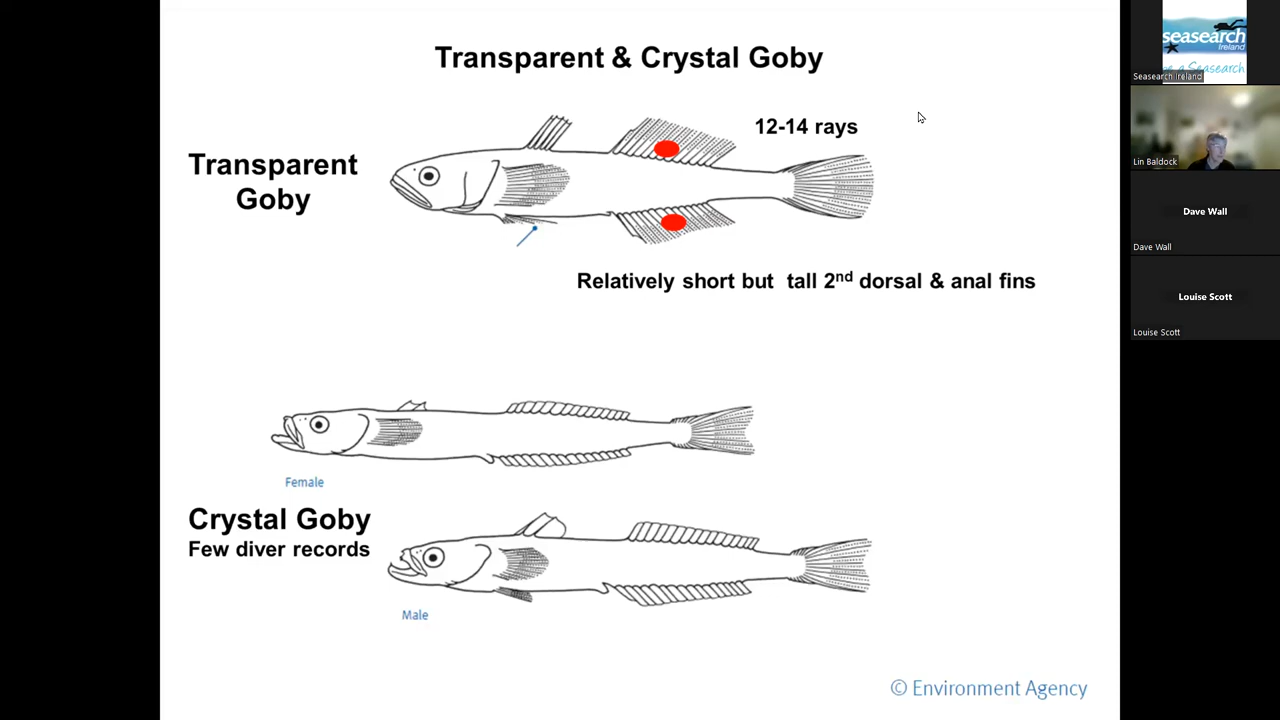 Transparent & Crystal Goby
Transparent
Goby
12-14 rays
Relatively short but tall 2nd dorsal & anal fins
Female
Crystal Goby
Few diver records
Male
© Environment Agency
seasearch
Ireland
a Seasearch
Seasearch Ireland
Lin Baldock
Dave Wall
Dave Wall
Louise Scott
Louise Scott